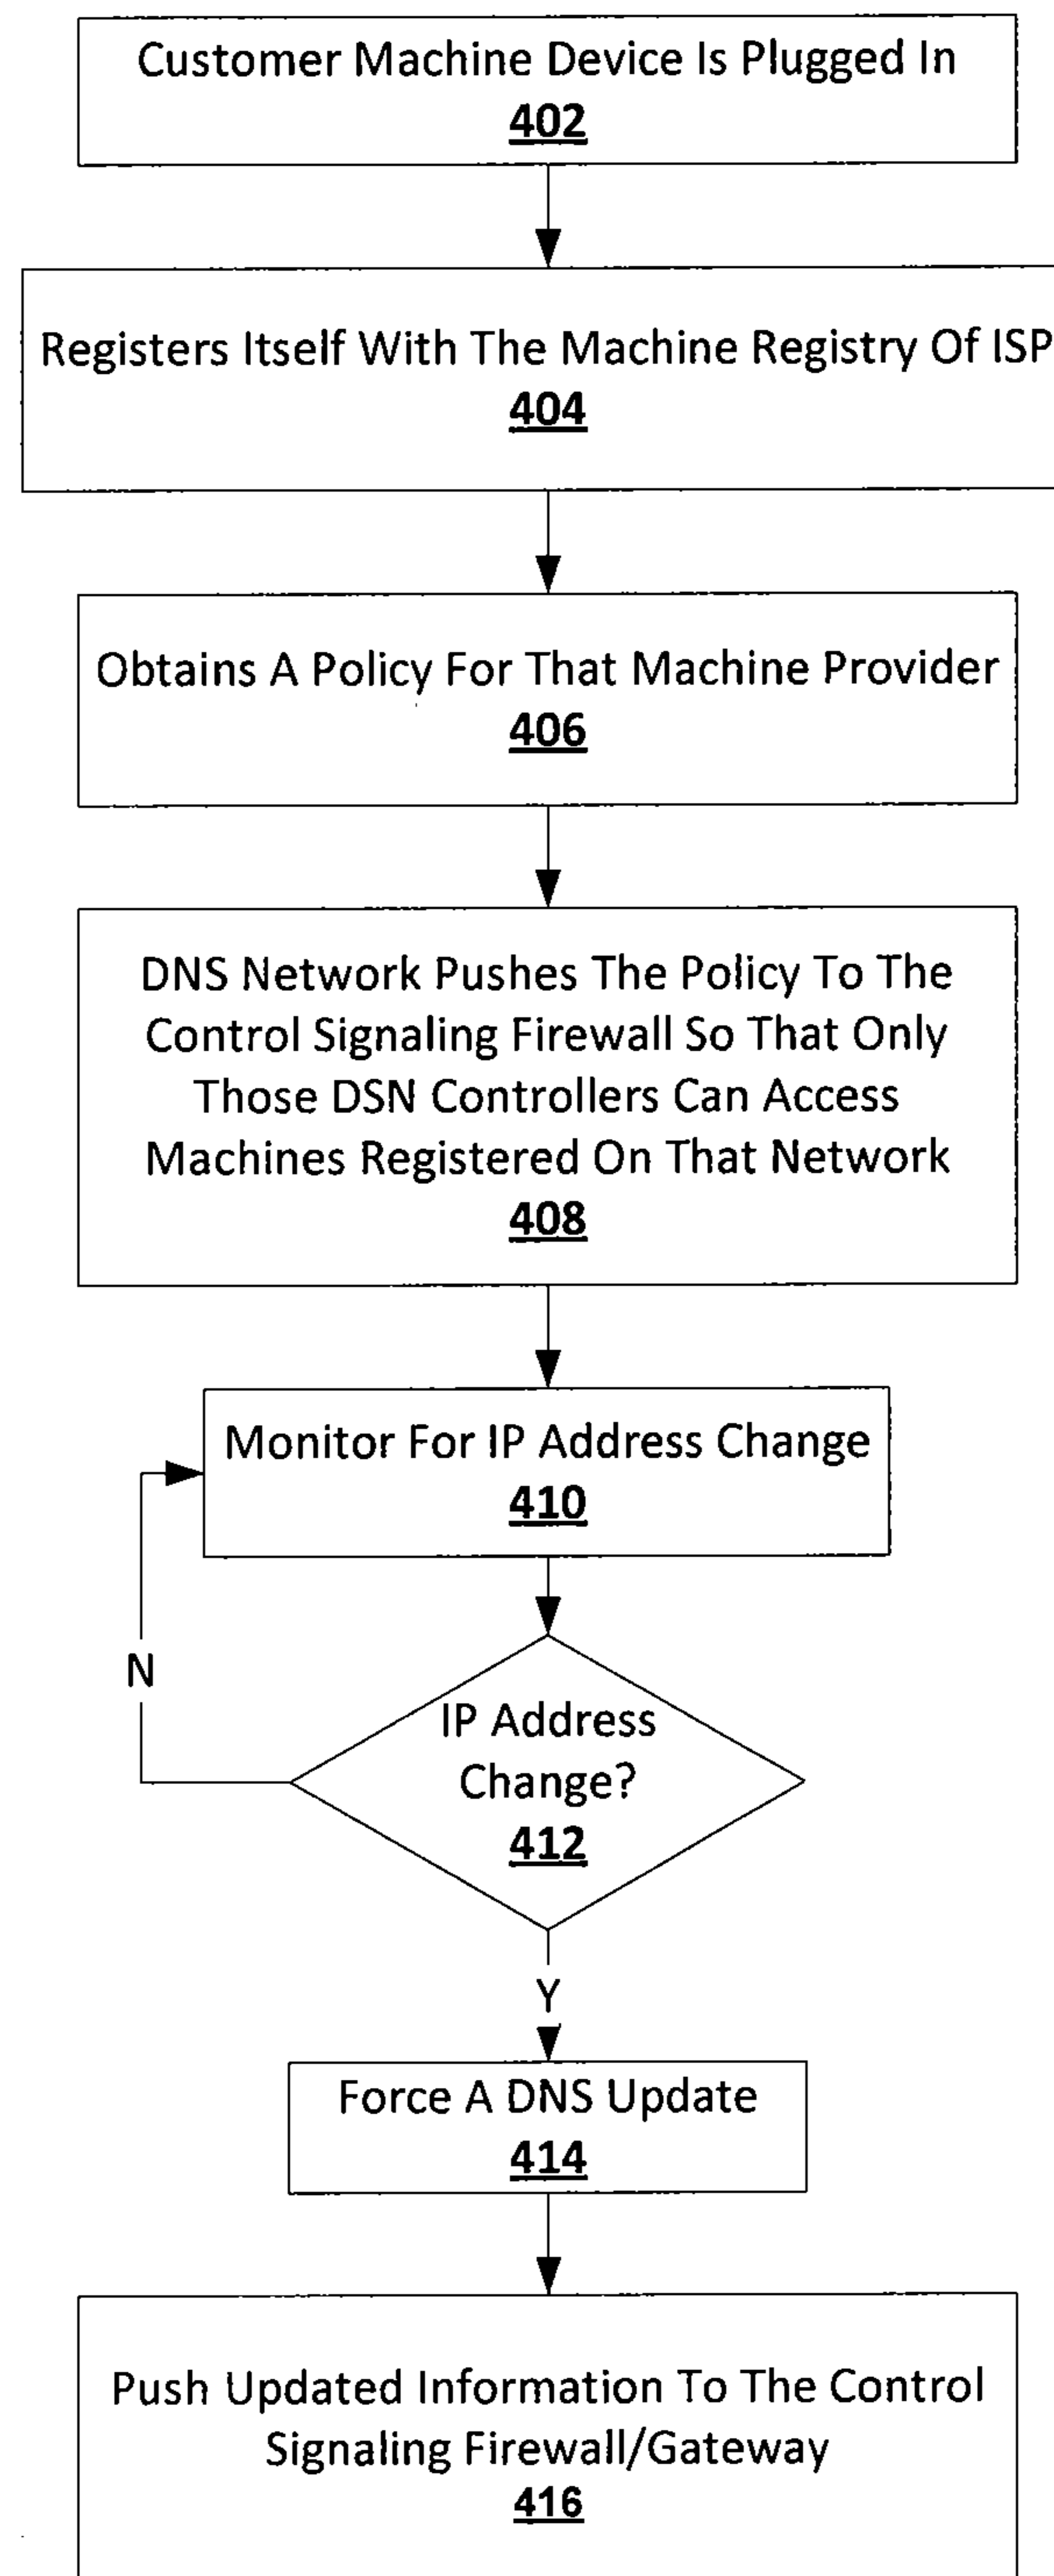 Customer Machine Device Is Plugged In
402
Registers Itself With The Machine Registry Of ISP
404
Obtains A Policy For That Machine Provider
406
DNS Network Pushes The Policy To The
Control Signaling Firewall So That Only
Those DSN Controllers Can Access
Machines Registered On That Network
408
Monitor For IP Address Change
410
N
IP Address
Change?
412
Y
Force A DNS Update
414
Push Updated Information To The Control
Signaling Firewall/Gateway
416